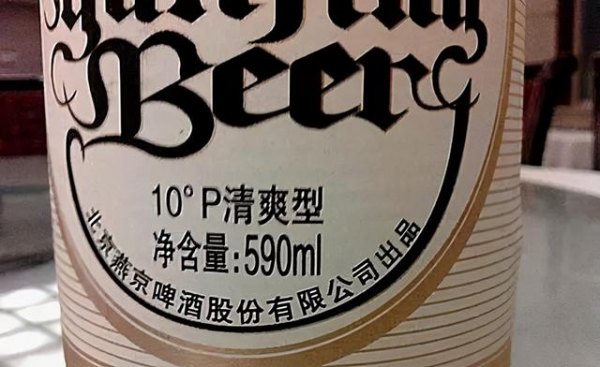 Yanjing
Beer
10° P清爽型
净含量:590ml
北京燕京啤酒股份有限公司出品